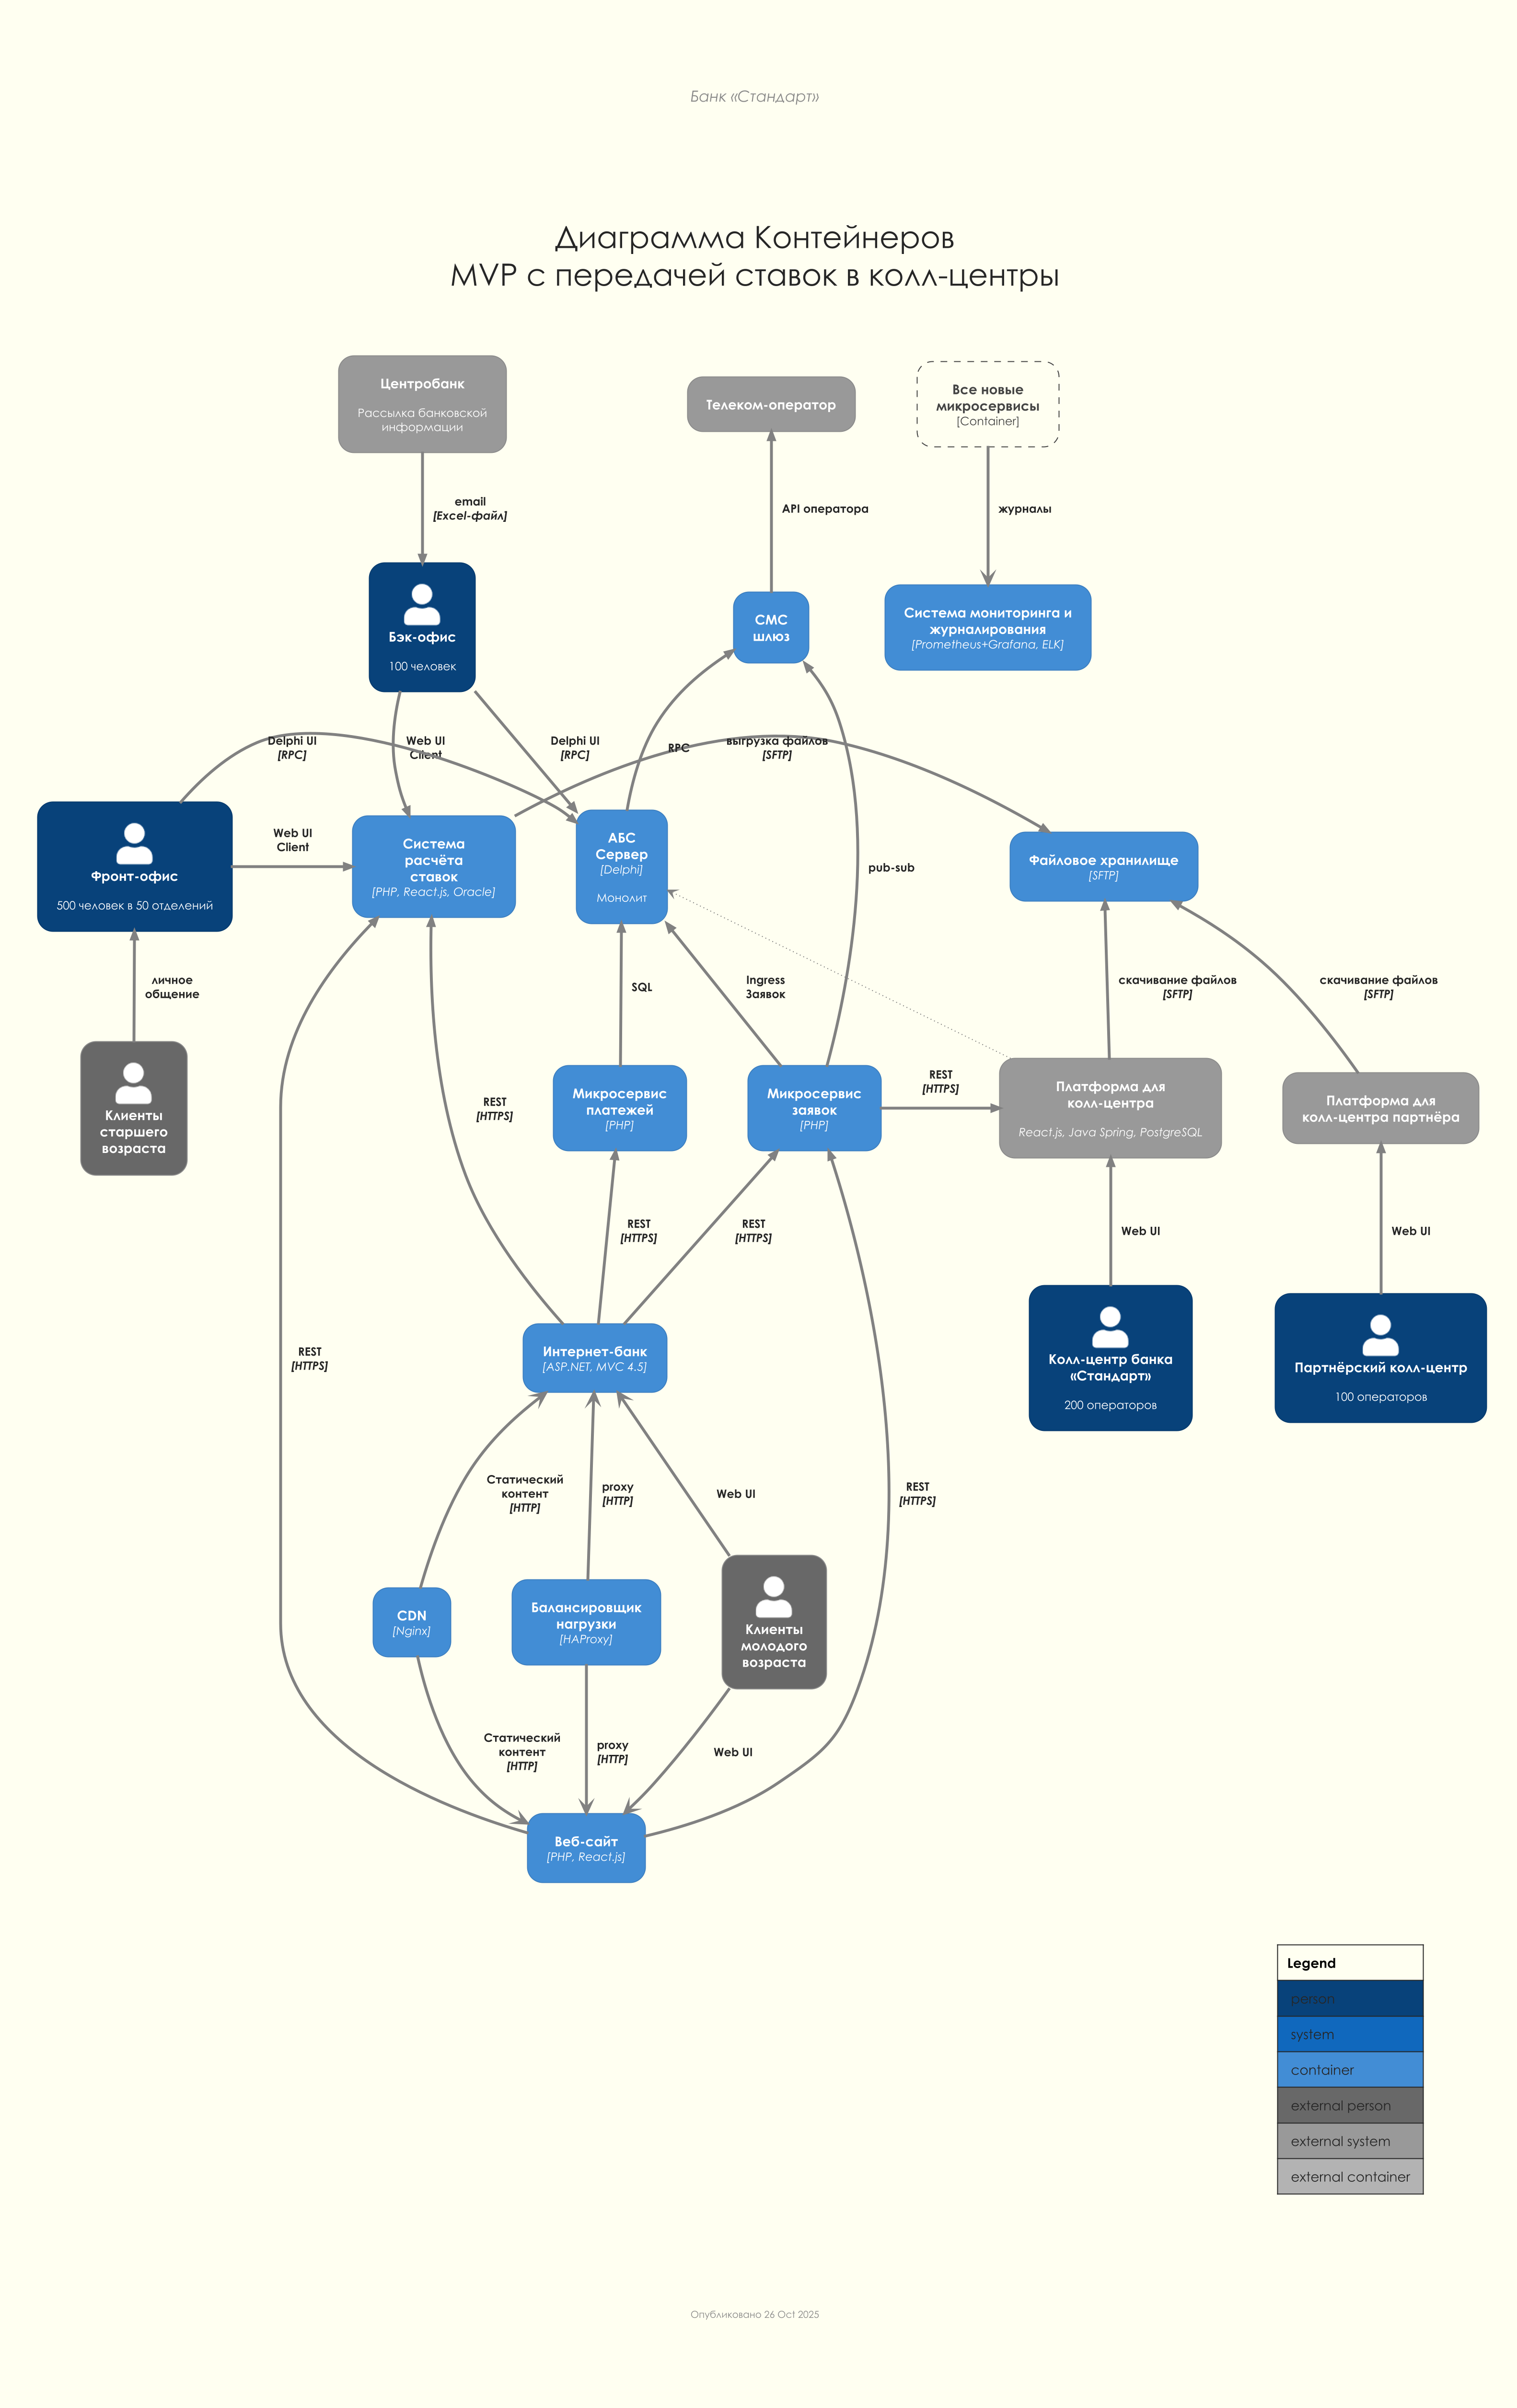 Банк «Стандарт»
Диаграмма Контейнеров
MVP с передачей ставок в колл-центры
Центробанк
Рассылка банковской
информации
Телеком-оператор
Все новые
микросервисы
[Container]
email
[Excel-файл]
API оператора
журналы
Бэк-офис
100 человек
СМС
шлюз
Система мониторинга и
журналирования
[Prometheus+Grafana, ELK]
Delphi UI
[RPC]
Web UI
Client
Delphi UI
[RPC]
RPC
выгрузка файлов
[SFTP]
Фронт-офис
500 человек в 50 отделений
Web UI
Client
Система
расчёта
ставок
[PHP, React.js, Oracle]
АБС
Сервер
[Delphi]
Монолит
pub-sub
Файловое хранилище
[SFTP]
личное
общение
SQL
Ingress
Заявок
скачивание файлов
[SFTP]
скачивание файлов
[SFTP]
Клиенты
старшего
возраста
REST
[HTTPS]
Микросервис
платежей
[PHP]
Микросервис
заявок
[PHP]
REST
[HTTPS]
Платформа для
колл-центра
React.js, Java Spring, PostgreSQL
Платформа для
колл-центра партнёра
REST
[HTTPS]
REST
[HTTPS]
Web UI
Web UI
REST
[HTTPS]
Интернет-банк
[ASP.NET, MVC 4.5]
Колл-центр банка
«Стандарт»
200 операторов
Партнёрский колл-центр
100 операторов
Статический
контент
[HTTP]
proxy
[HTTP]
Web UI
REST
[HTTPS]
CDN
[Nginx]
Балансировщик
нагрузки
[HAProxy]
Клиенты
молодого
возраста
Статический
контент
[HTTP]
proxy
[HTTP]
Web UI
Веб-сайт
[PHP, React.js]
Legend
person
system
container
external person
external system
external container
Опубликовано 26 Oct 2025